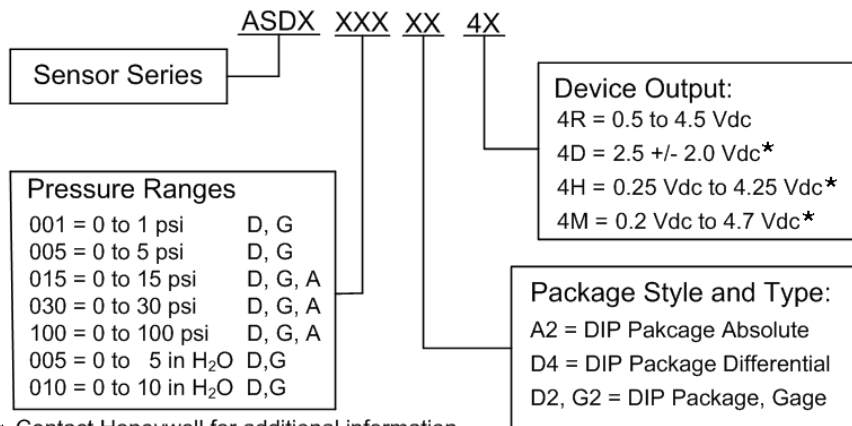 ASDX XXX XX 4X
Sensor Series
Device Output:
4R = 0.5 to 4.5 Vdc
4D = 2.5 +/- 2.0 Vdc*
4H = 0.25 Vdc to 4.25 Vdc*
4M = 0.2 Vdc to 4.7 Vdc*
Pressure Ranges
001 = 0 to 1 psi D, G
005 = 0 to 5 psi D, G
015 = 0 to 15 psi D, G, A
030 = 0 to 30 psi D, G, A
100 = 0 to 100 psi D, G, A
005 = 0 to 5 in H₂O D,G
010 = 0 to 10 in H₂O D,G
Package Style and Type:
A2 = DIP Pakcage Absolute
D4 = DIP Package Differential
D2, G2 = DIP Package, Gage
Contact Honeywell for additional information